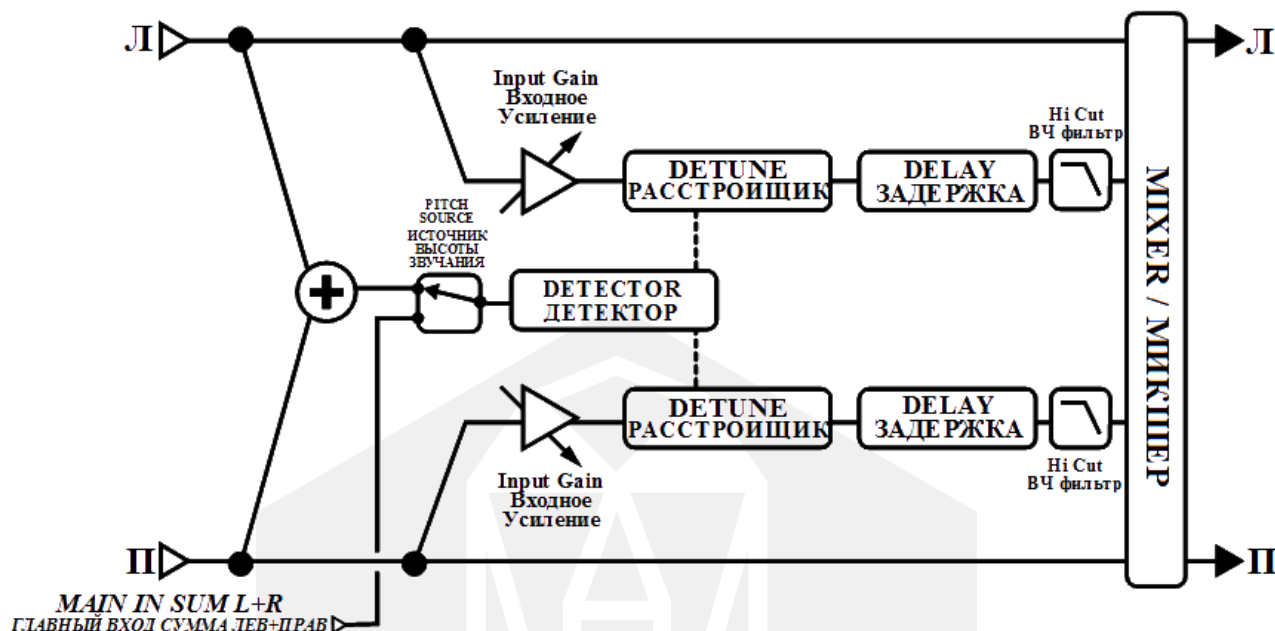 Л
Л
Input Gain
Входное
Усиление
Hi Cut
ВЧ фильтр
DETUNE
РАССТРОИЩИК
DELAY
ЗАДЕРЖКА
PITCH
SOURCE
ИСТОЧНИК
ВЫСОТЫ
ЗВУЧАНИЯ
+
DETECTOR
ДЕТЕКТОР
MIXER / МИКШЕР
DETUNE
РАССТРОИЩИК
DELAY
ЗАДЕРЖКА
Hi Cut
ВЧ фильтр
Input Gain
Входное
Усиление
П
П
MAIN IN SUM L+R
ГЛАВНЫЙ ВХОД СУММА ЛЕВ+ПРАВ